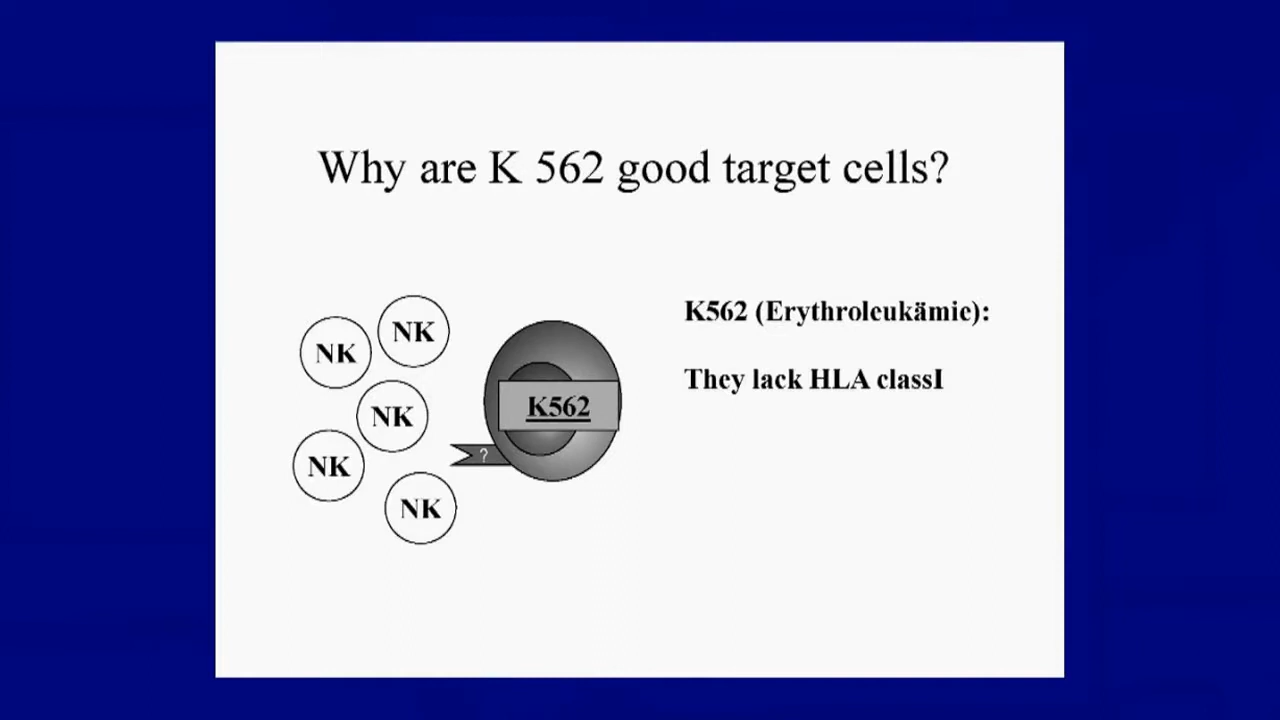 Why are K 562 good target cells?
K562 (Erythroleukämie):
They lack HLA classI
NK
NK
NK
K562
?
NK
NK